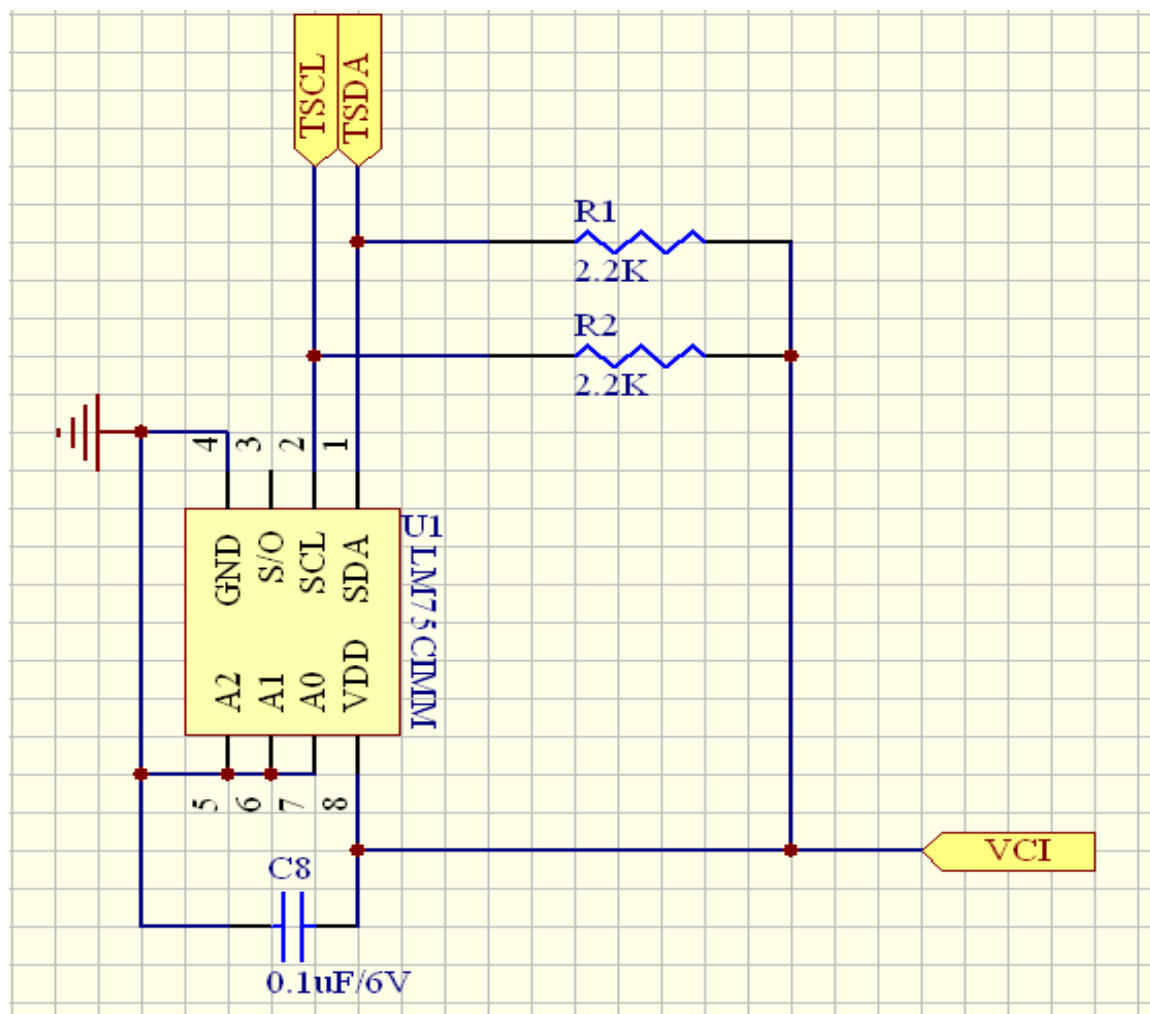 TSCL
TSDA
R1
2.2K
R2
2.2K
4
3
2
1
U1
LM75CIMM
GND
S/O
SCL
SDA
A2
A1
A0
VDD
5
6
7
8
VCI
C8
0.1uF/6V